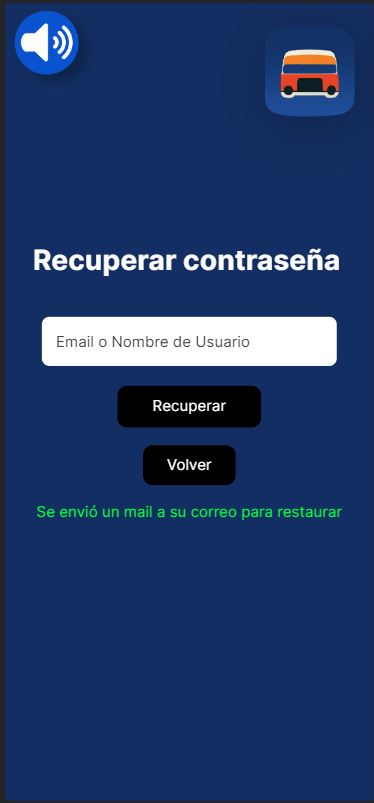 Recuperar contraseña
Email o Nombre de Usuario
Recuperar
Volver
Se envió un mail a su correo para restaurar